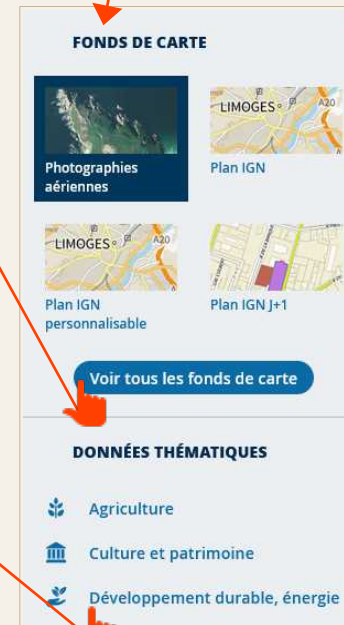 FONDS DE CARTE
LIMOGES
A20
LIMOGES
A20
Photographies
aériennes
Plan IGN
Plan IGN
personnalisable
Plan IGN J+1
Voir tous les fonds de carte
DONNÉES THÉMATIQUES
Agriculture
Culture et patrimoine
Développement durable, énergie